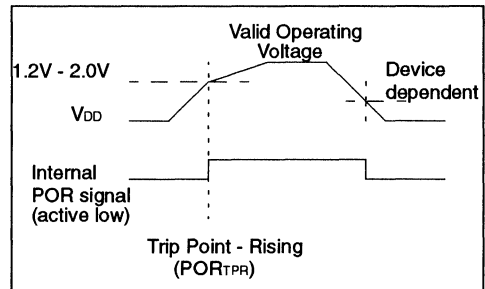 Valid Operating
Voltage
1.2V - 2.0V
Device
dependent
VDD
Internal
POR signal
(active low)
Trip Point - Rising
(PORTPR)